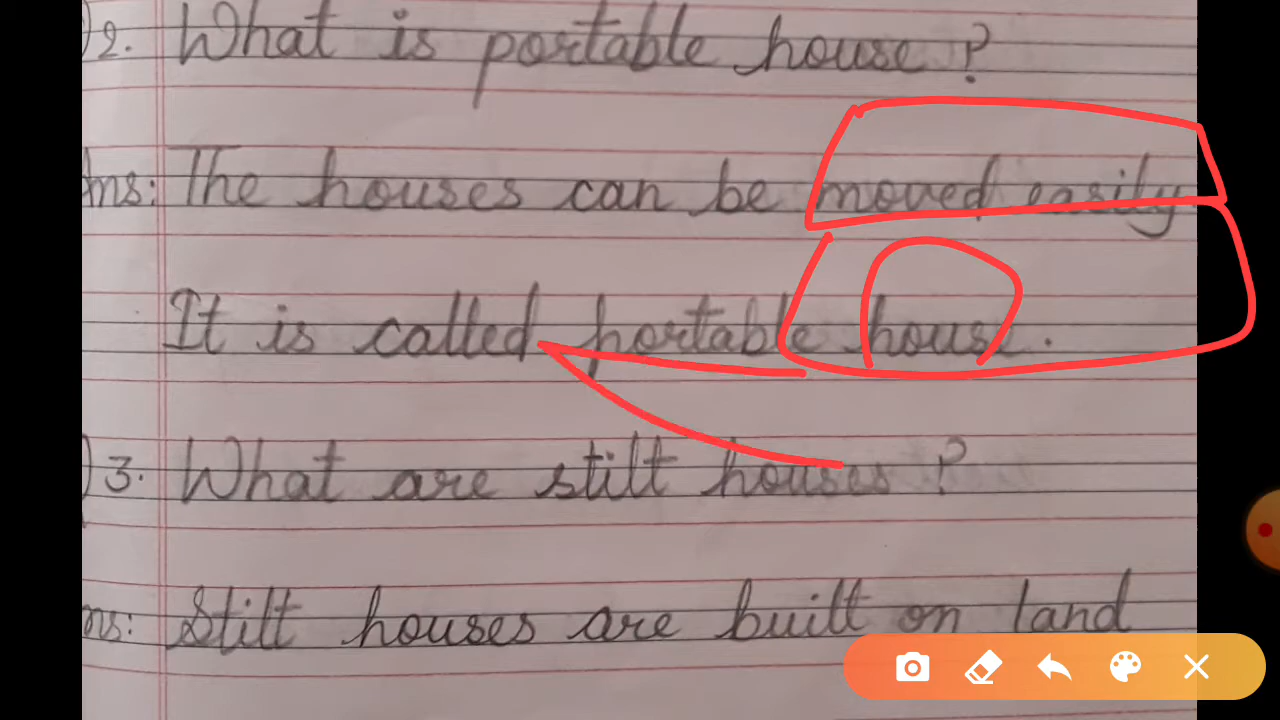 2. What is portable house ?
Ans: The houses can be moved easily
It is called portable house.
3. What are stilt houses ?
ns: Stilt houses are built on land